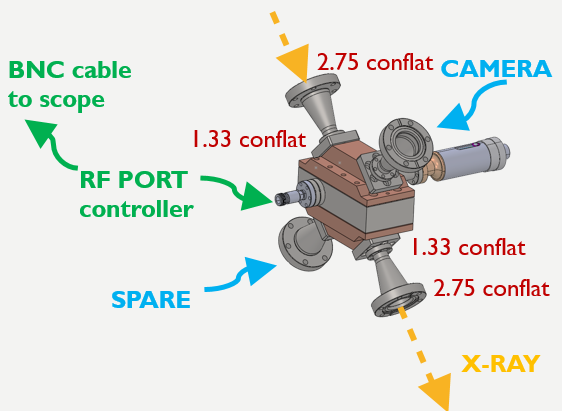 2.75 conflat
BNC cable
to scope
CAMERA
1.33 conflat
RF PORT
controller
1.33 conflat
SPARE
2.75 conflat
X-RAY